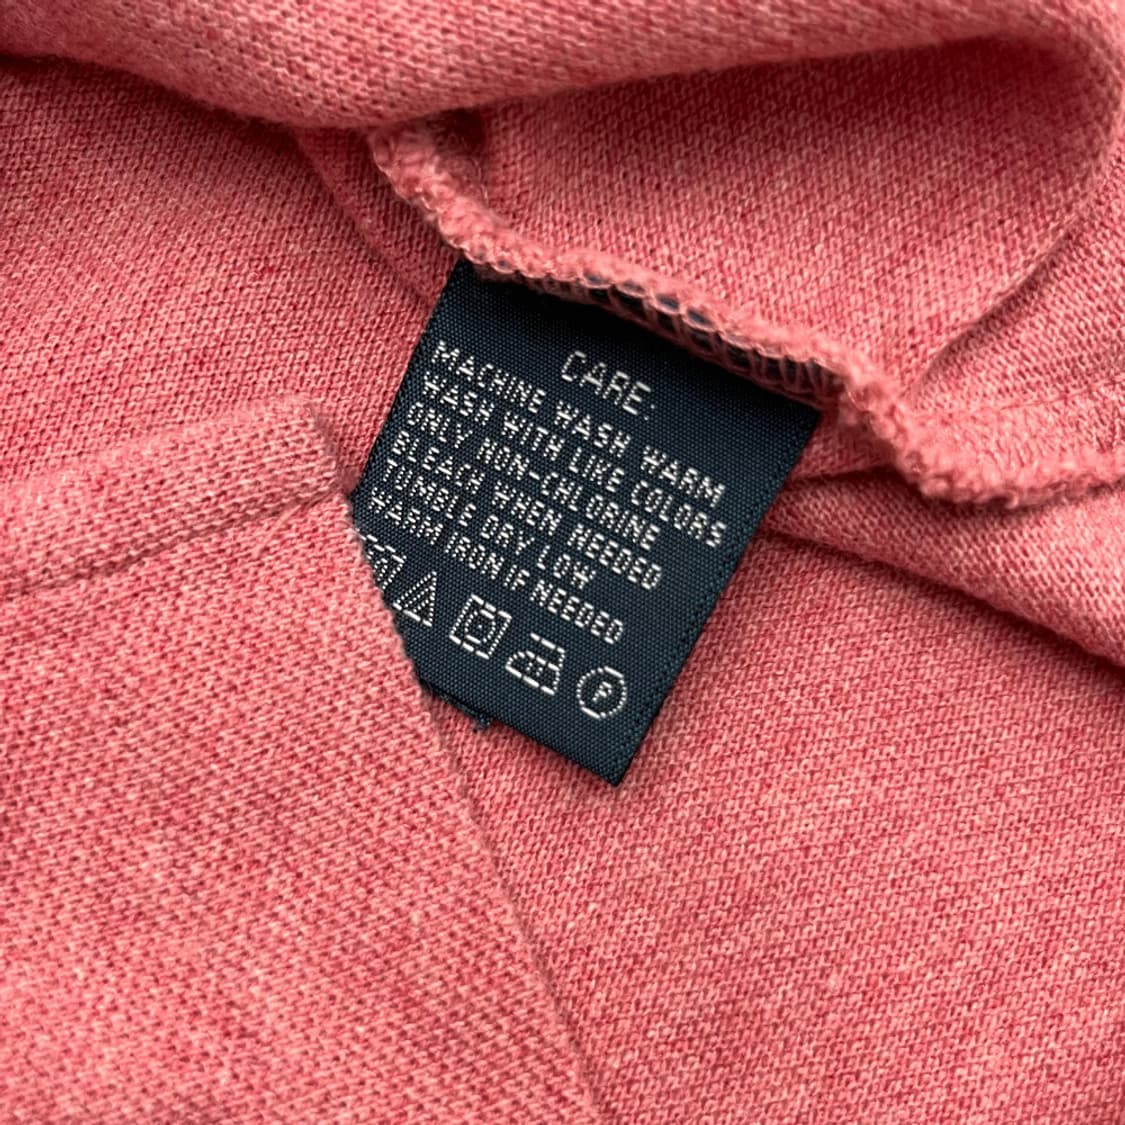 CARE:
MACHINE WASH WARM
WASH WITH LIKE COLORS
ONLY NON-CHLORINE
BLEACH WHEN NEEDED
TUMBLE DRY LOW
WARM IRON IF NEEDED
P